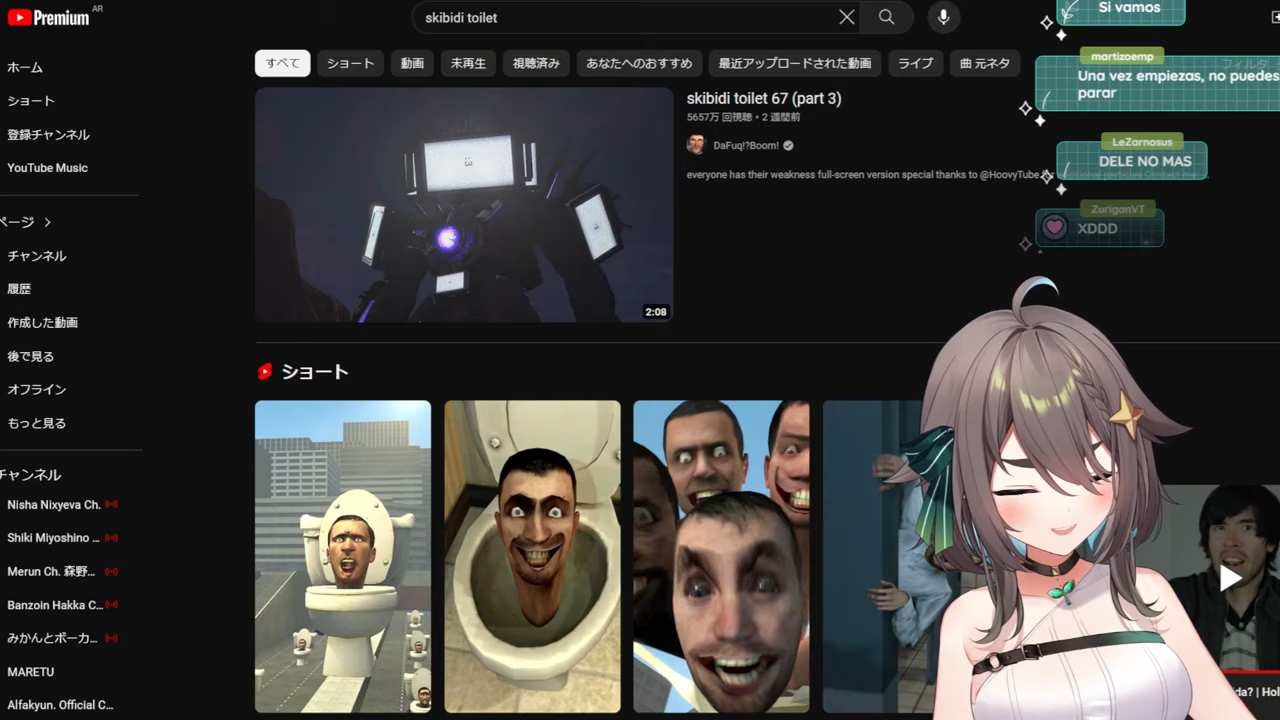 Premium AR
skibidi toilet
すべて
ショート
動画
未再生
視聴済み
あなたへのおすすめ
最近アップロードされた動画
ライブ
曲 元ネタ
フィルタ
ホーム
ショート
登録チャンネル
YouTube Music
ページ
チャンネル
履歴
作成した動画
後で見る
オフライン
もっと見る
チャンネル
Nisha Nixyeva Ch.
Shiki Miyoshino ...
Merun Ch. 森野...
Banzoin Hakka C...
みかんとポーカ...
MARETU
Alfakyun. Official C...
skibidi toilet 67 (part 3)
5657万 回視聴・2 週間前
DaFuq!?Boom!
everyone has their weakness full-screen version special thanks to @HoovyTube
2:08
ショート
Si vamos
martizoemp
Una vez empiezas, no puedes
parar
LeZarnosus
DELE NO MAS
ZuriganVT
XDDD
da? | Hol